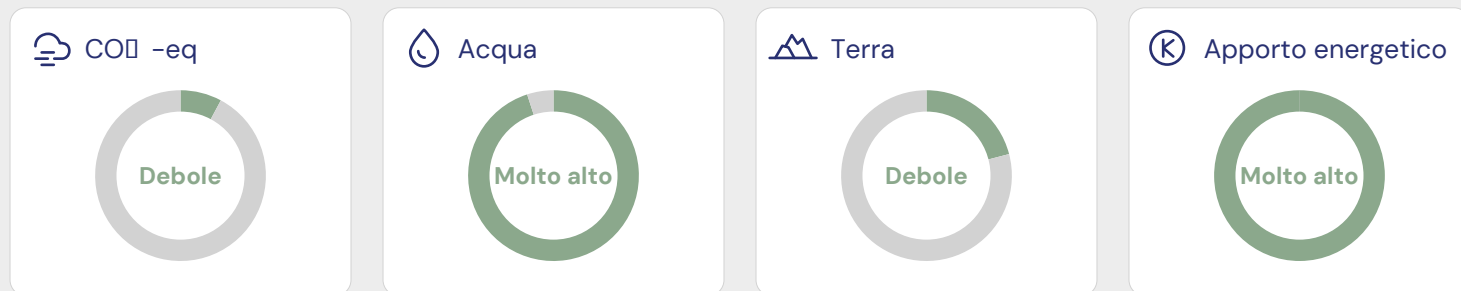 CO▯ -eq
Acqua
Terra
Apporto energetico
Debole
Molto alto
Debole
Molto alto